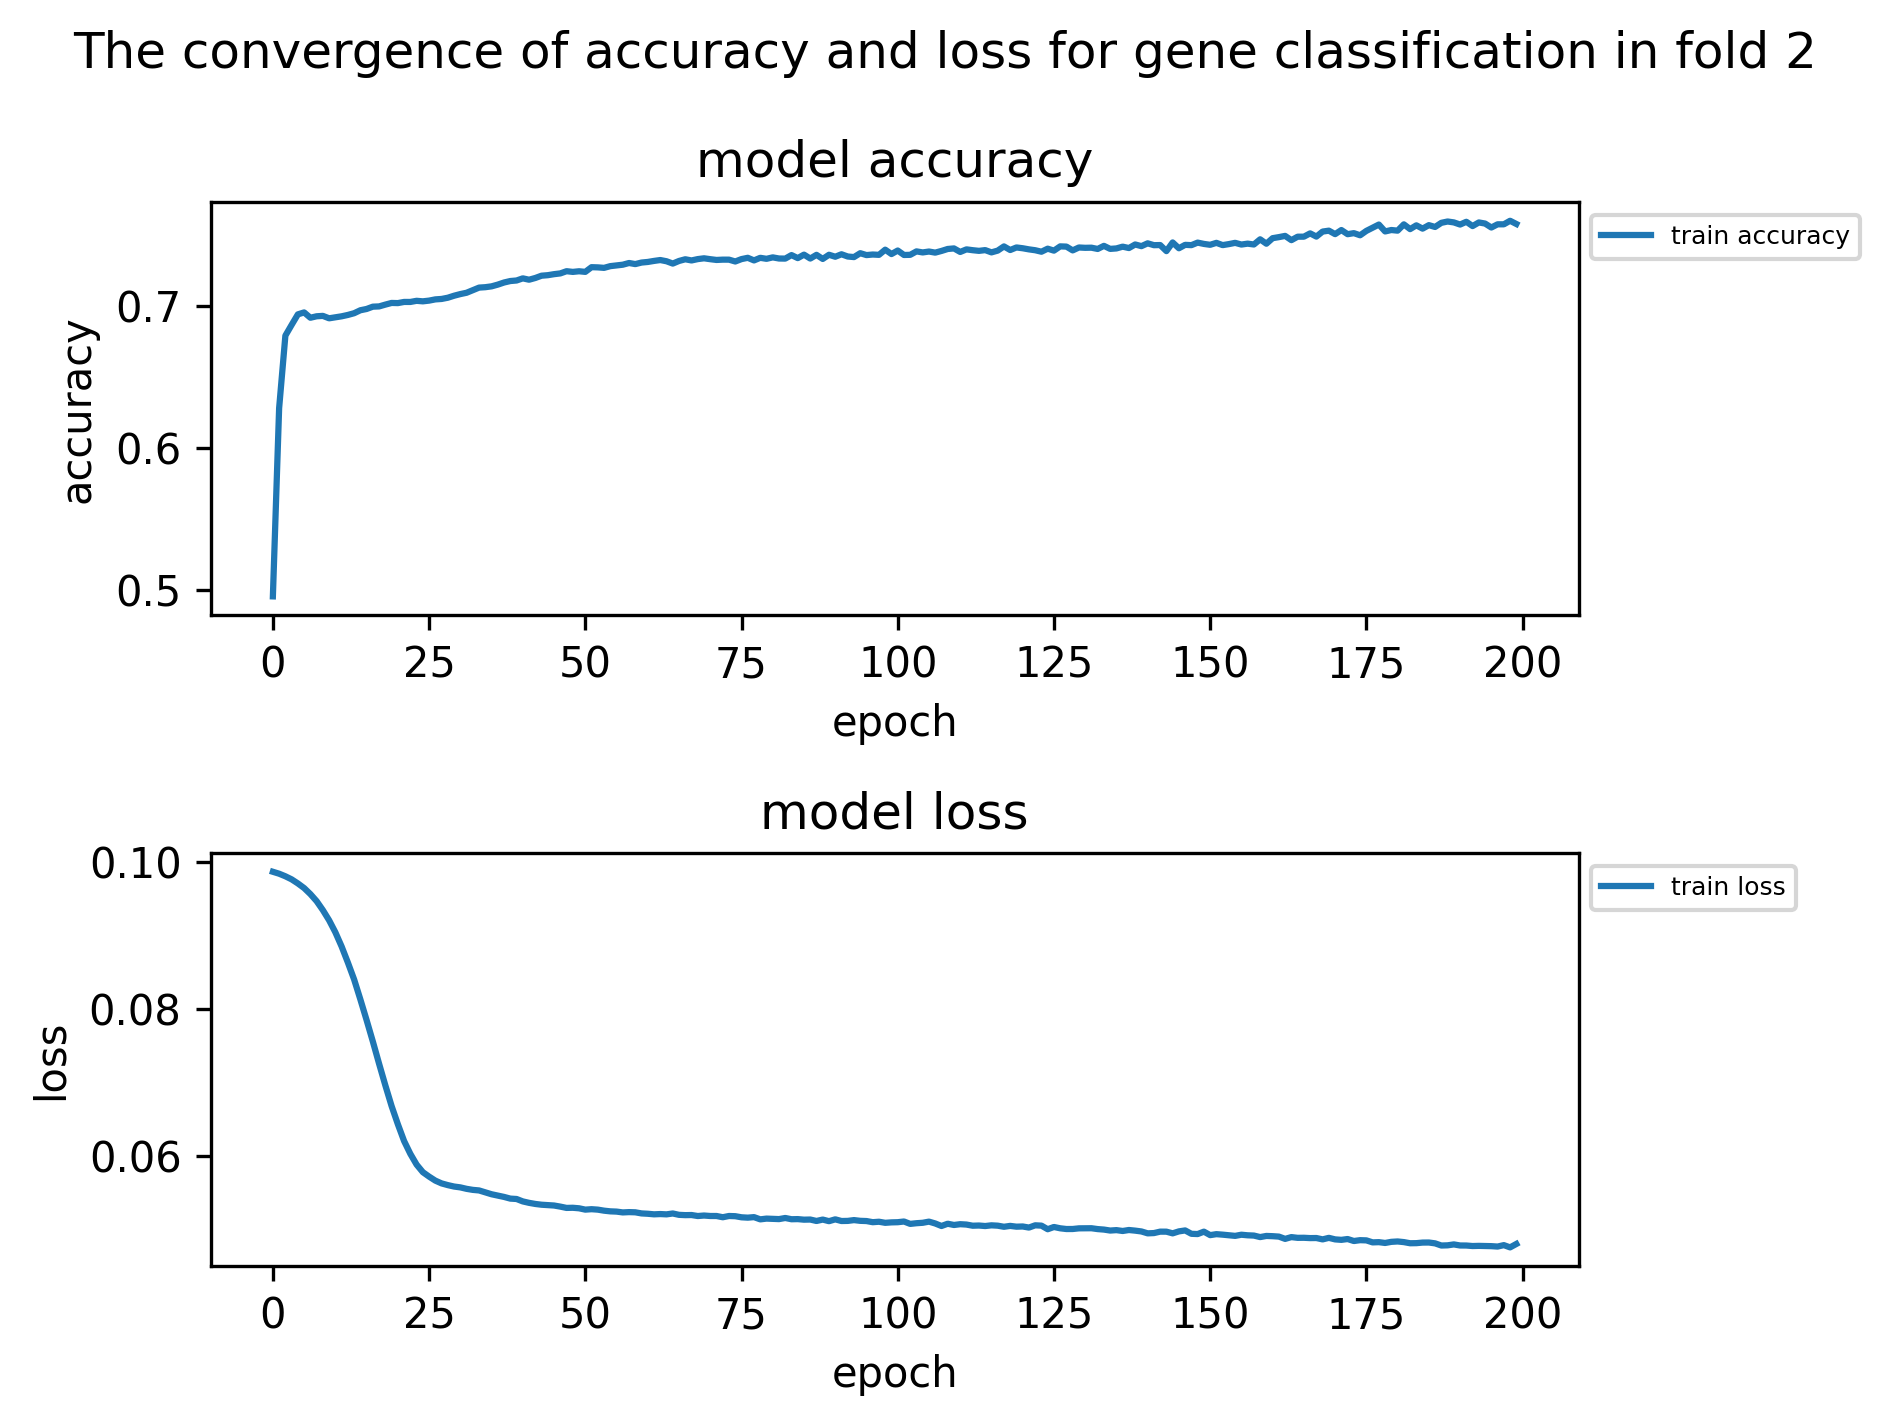 The convergence of accuracy and loss for gene classification in fold 2
model accuracy
train accuracy
accuracy
0.7
0.6
0.5
0 25 50 75 100 125 150 175 200
epoch
model loss
train loss
loss
0.10
0.08
0.06
0 25 50 75 100 125 150 175 200
epoch